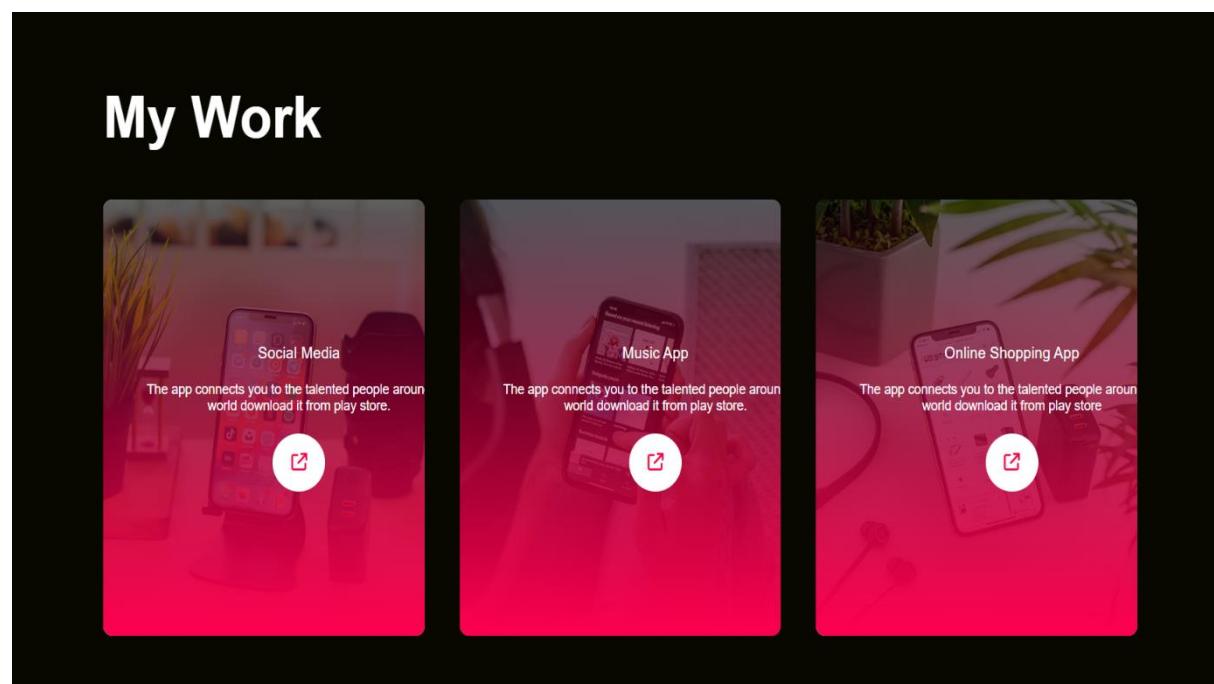 My Work
Social Media
The app connects you to the talented people aroun
world download it from play store.
Music App
The app connects you to the talented people aroun
world download it from play store.
Online Shopping App
The app connects you to the talented people aroun
world download it from play store